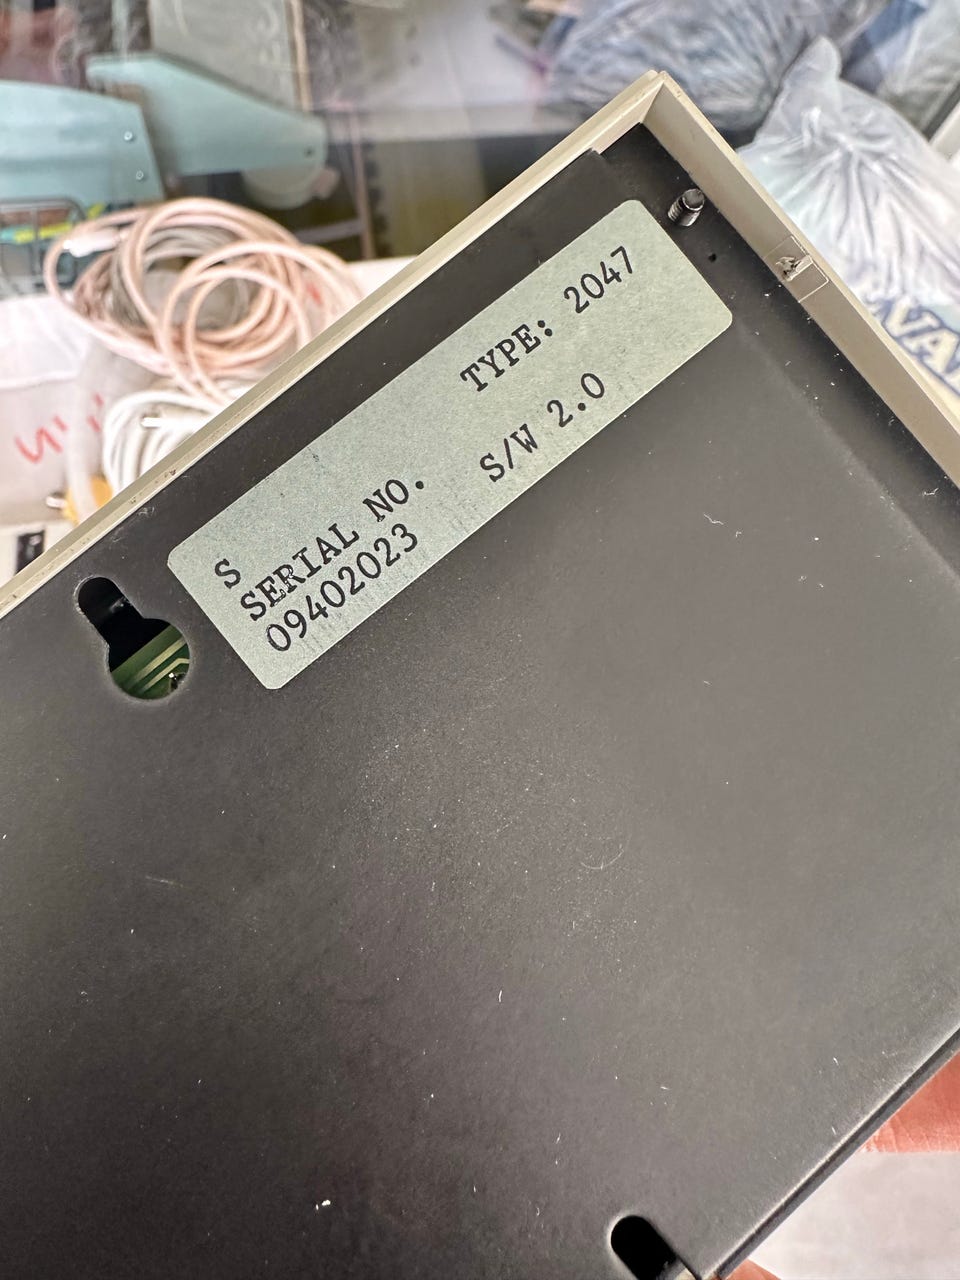 TYPE: 2047
S
SERIAL NO. S/W 2.0
09402023